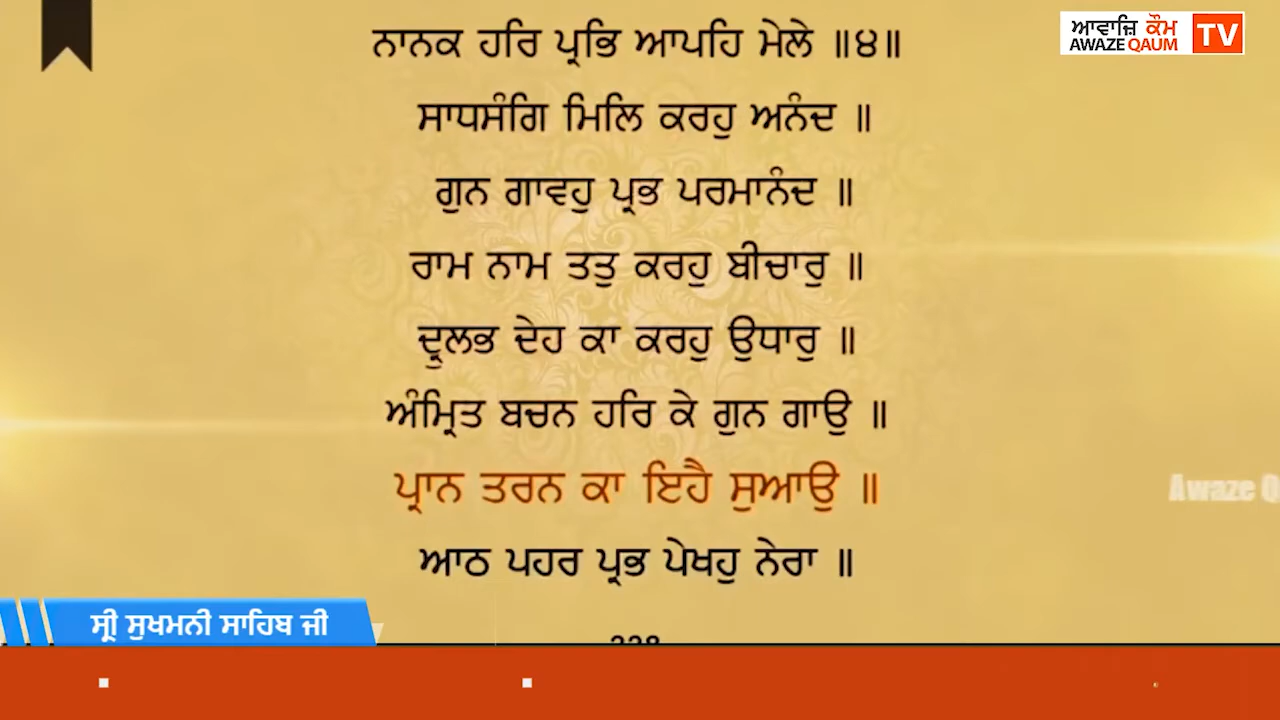 ਨਾਨਕ ਹਰਿ ਪ੍ਰਭਿ ਆਪਹਿ ਮੇਲੇ ॥੪॥
ਆਵਾਜ਼ਿ ਕੌਮ
AWAZE QAUM
TV
ਸਾਧਸੰਗਿ ਮਿਲਿ ਕਰਹੁ ਅਨੰਦ ॥
ਗੁਨ ਗਾਵਹੁ ਪ੍ਰਭ ਪਰਮਾਨੰਦ ॥
ਰਾਮ ਨਾਮ ਤਤੁ ਕਰਹੁ ਬੀਚਾਰੁ ॥
ਦ੍ਰੁਲਭ ਦੇਹ ਕਾ ਕਰਹੁ ਉਧਾਰੁ ॥
ਅੰਮ੍ਰਿਤ ਬਚਨ ਹਰਿ ਕੇ ਗੁਨ ਗਾਉ ॥
ਪ੍ਰਾਨ ਤਰਨ ਕਾ ਇਹੈ ਸੁਆਉ ॥
Awaze Q
ਆਠ ਪਹਰ ਪ੍ਰਭ ਪੇਖਹੁ ਨੇਰਾ ॥
ਸ੍ਰੀ ਸੁਖਮਨੀ ਸਾਹਿਬ ਜੀ